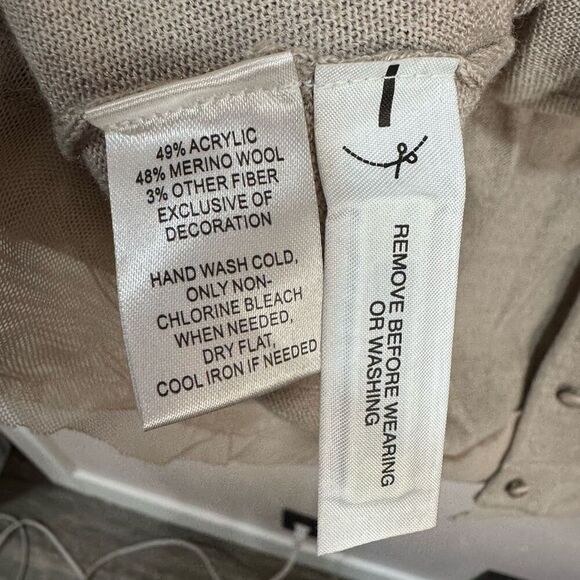 49% ACRYLIC
48% MERINO WOOL
3% OTHER FIBER
EXCLUSIVE OF
DECORATION
HAND WASH COLD,
ONLY NON-
CHLORINE BLEACH
WHEN NEEDED,
DRY FLAT,
COOL IRON IF NEEDED
REMOVE BEFORE WEARING
OR WASHING